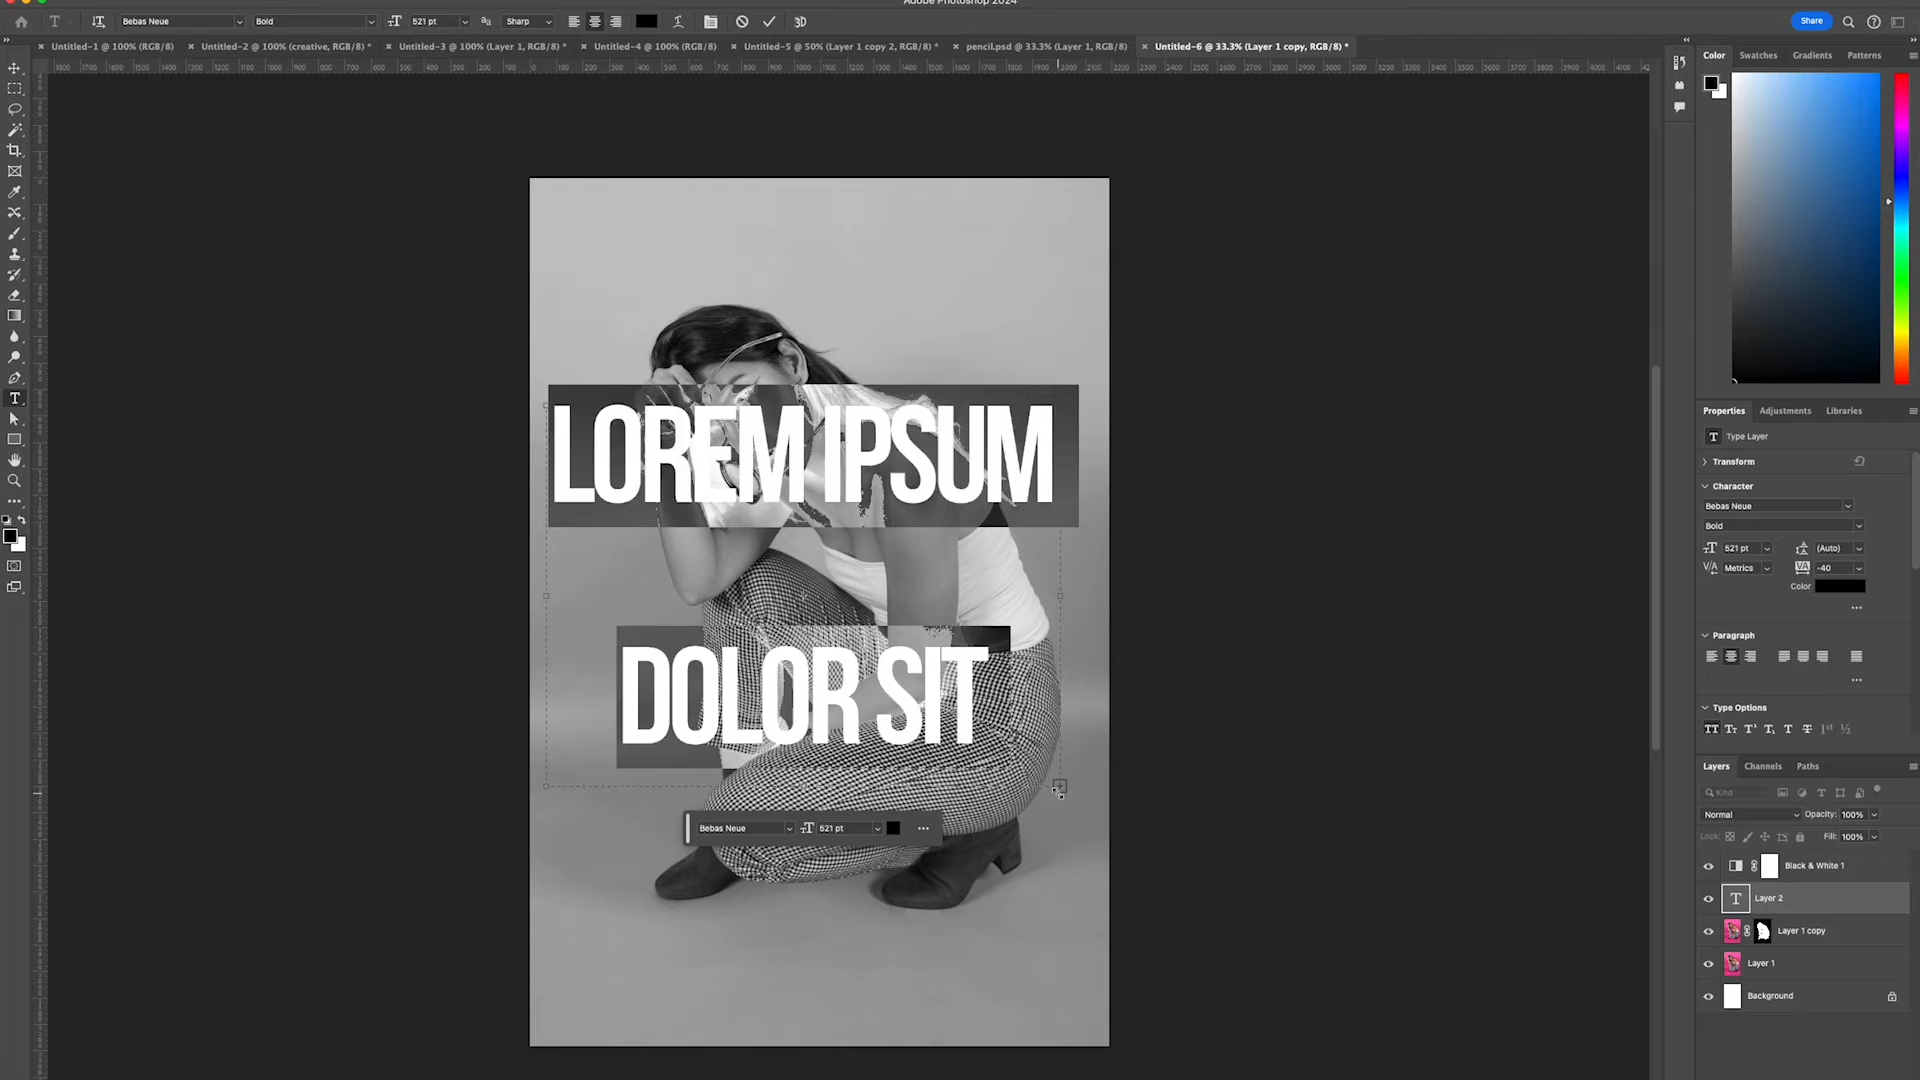 Adobe Photoshop 2024
Bebas Neue
Bold
521 pt
Sharp
3D
Share
Untitled-1 @ 100% (RGB/8)
Untitled-2 @ 100% (creative, RGB/8) *
Untitled-3 @ 100% (Layer 1, RGB/8) *
Untitled-4 @ 100% (RGB/8)
Untitled-5 @ 50% (Layer 1 copy 2, RGB/8) *
pencil.psd @ 33.3% (Layer 1, RGB/8)
Untitled-6 @ 33.3% (Layer 1 copy, RGB/8) *
Color
Swatches
Gradients
Patterns
LOREM IPSUM
DOLOR SIT
Bebas Neue
521 pt
Properties
Adjustments
Libraries
Type Layer
Transform
Character
Bebas Neue
Bold
521 pt
(Auto)
Metrics
-40
Color
Paragraph
Type Options
Layers
Channels
Paths
Kind
Normal
Opacity: 100%
Lock:
Fill: 100%
Black & White 1
Layer 2
Layer 1 copy
Layer 1
Background